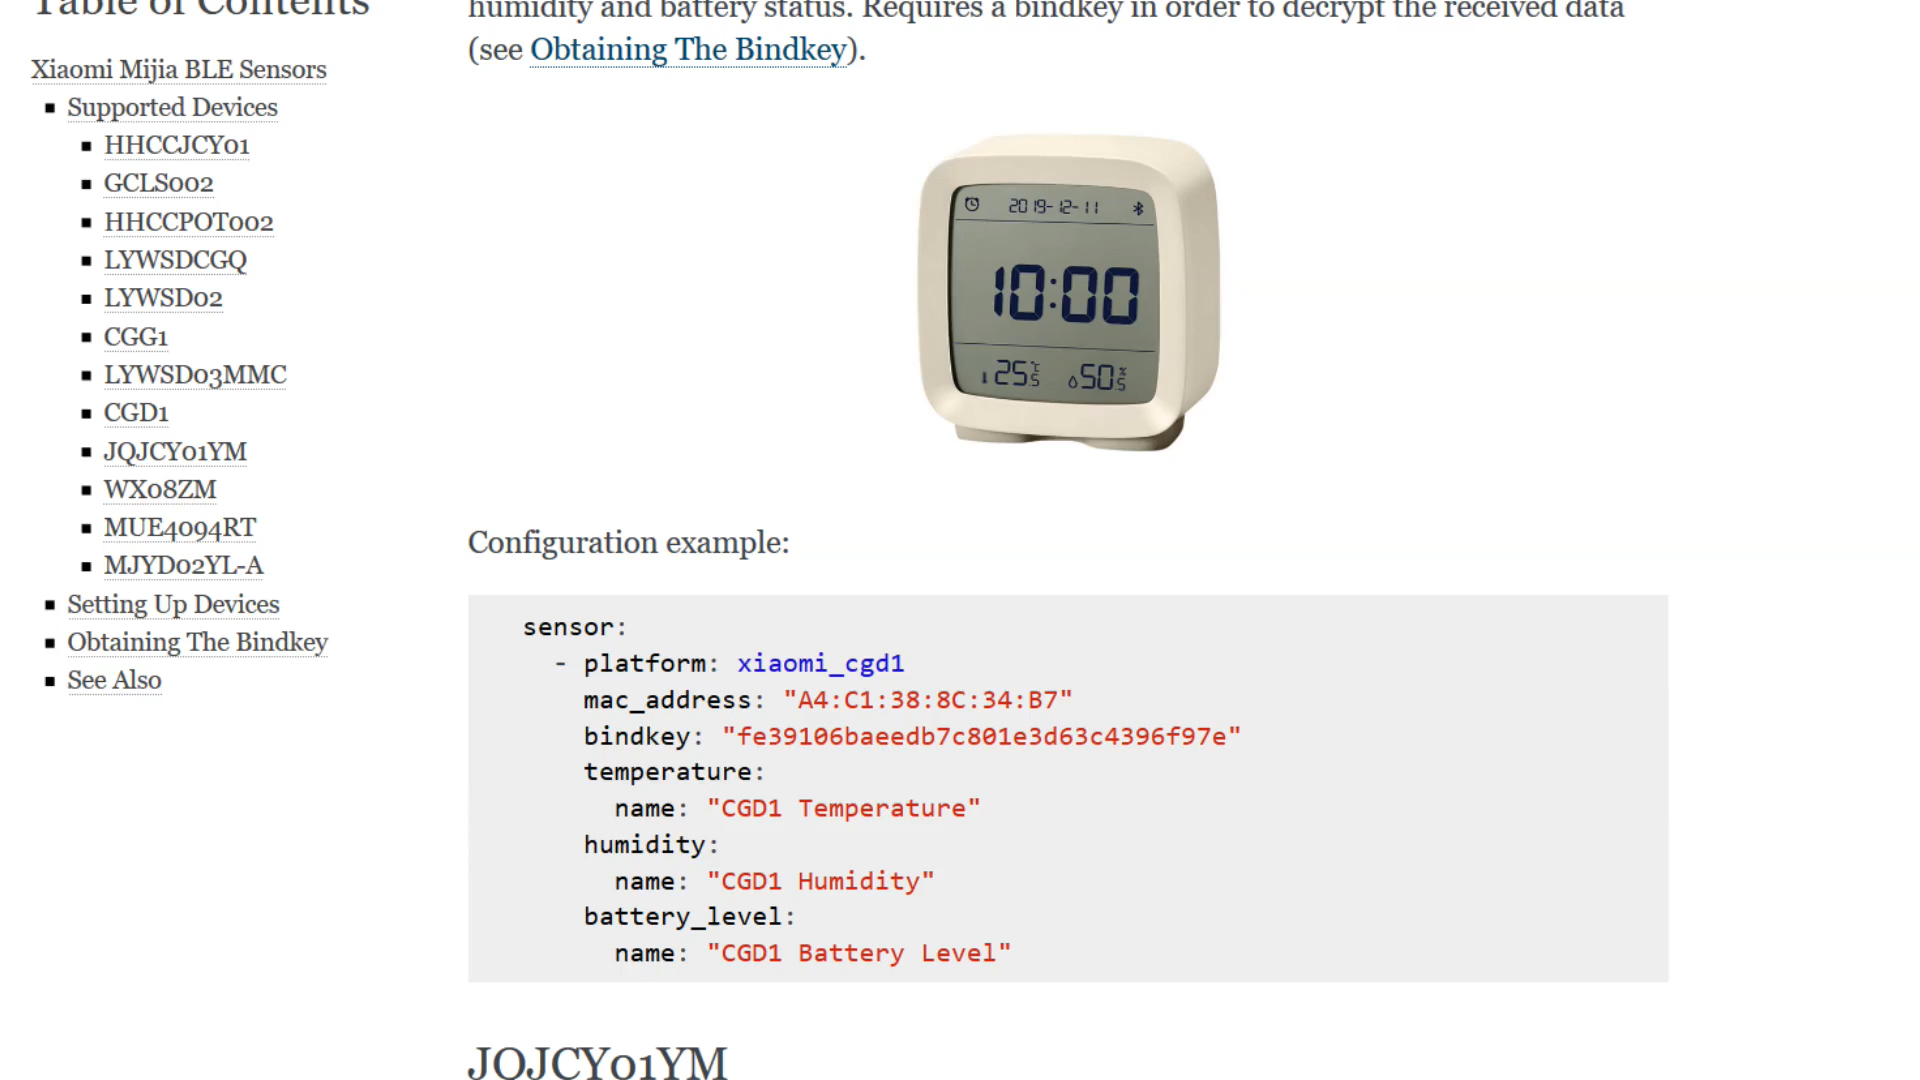 Table of Contents
Xiaomi Mijia BLE Sensors
Supported Devices
HHCCJCY01
GCLS002
HHCCPOT002
LYWSDCGQ
LYWSD02
CGG1
LYWSD03MMC
CGD1
JQJCY01YM
WX08ZM
MUE4094RT
MJYD02YL-A
Setting Up Devices
Obtaining The Bindkey
See Also
humidity and battery status. Requires a bindkey in order to decrypt the received data
(see Obtaining The Bindkey).
2019-12-11
10:00
25.5 ℃ 50.5 %
Configuration example:
sensor:
- platform: xiaomi_cgd1
mac_address: "A4:C1:38:8C:34:B7"
bindkey: "fe39106baeedb7c801e3d63c4396f97e"
temperature:
name: "CGD1 Temperature"
humidity:
name: "CGD1 Humidity"
battery_level:
name: "CGD1 Battery Level"
JQJCY01YM